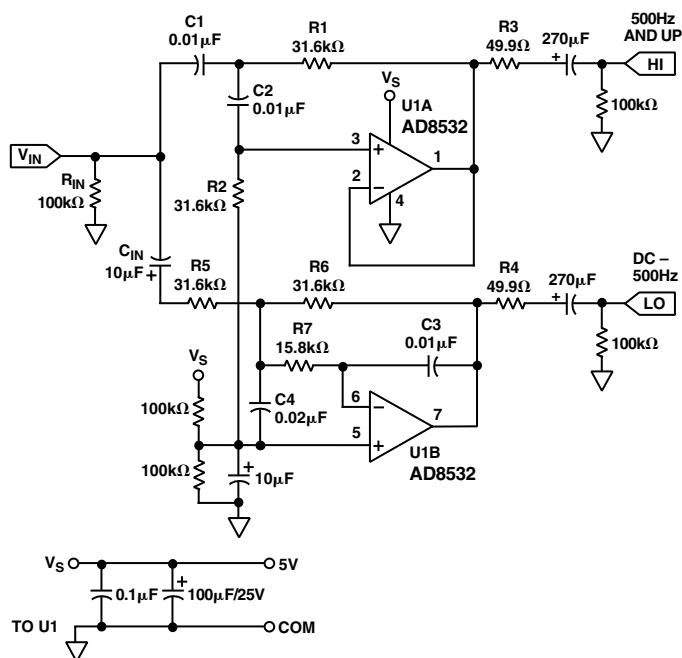 C1
0.01µF
R1
31.6kΩ
R3
49.9Ω
270µF
+
500Hz
AND UP
HI
100kΩ
C2
0.01µF
VS
U1A
AD8532
3
+
2
−
1
4
VIN
RIN
100kΩ
R2
31.6kΩ
CIN
10µF
+
R5
31.6kΩ
R6
31.6kΩ
R4
49.9Ω
270µF
+
DC –
500Hz
LO
100kΩ
R7
15.8kΩ
C3
0.01µF
VS
100kΩ
100kΩ
C4
0.02µF
6
−
5
+
7
U1B
AD8532
+
10µF
VS
5V
0.1µF
+
100µF/25V
TO U1
COM